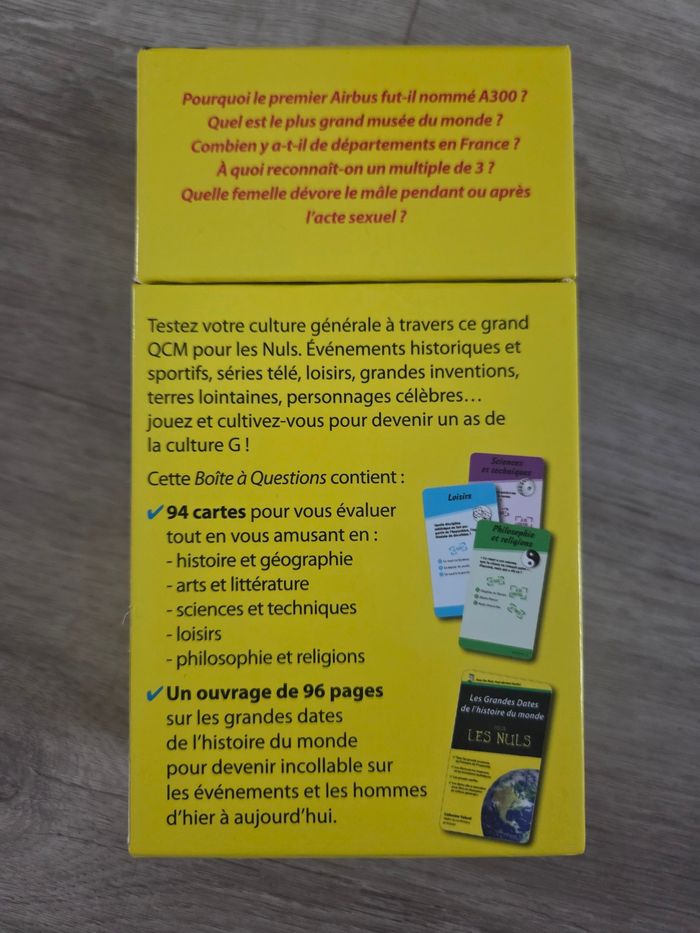 Pourquoi le premier Airbus fut-il nommé A300 ?
Quel est le plus grand musée du monde ?
Combien y a-t-il de départements en France ?
À quoi reconnaît-on un multiple de 3 ?
Quelle femelle dévore le mâle pendant ou après
l'acte sexuel ?
Testez votre culture générale à travers ce grand
QCM pour les Nuls. Événements historiques et
sportifs, séries télé, loisirs, grandes inventions,
terres lointaines, personnages célèbres…
jouez et cultivez-vous pour devenir un as de
la culture G !
Cette Boîte à Questions contient :
✔ 94 cartes pour vous évaluer
tout en vous amusant en :
- histoire et géographie
- arts et littérature
- sciences et techniques
- loisirs
- philosophie et religions
✔ Un ouvrage de 96 pages
sur les grandes dates
de l'histoire du monde
pour devenir incollable sur
les événements et les hommes
d'hier à aujourd'hui.
Sciences
et techniques
Loisirs
Philosophie
et religions
Les Grandes Dates
de l'histoire du monde
POUR
LES NULS